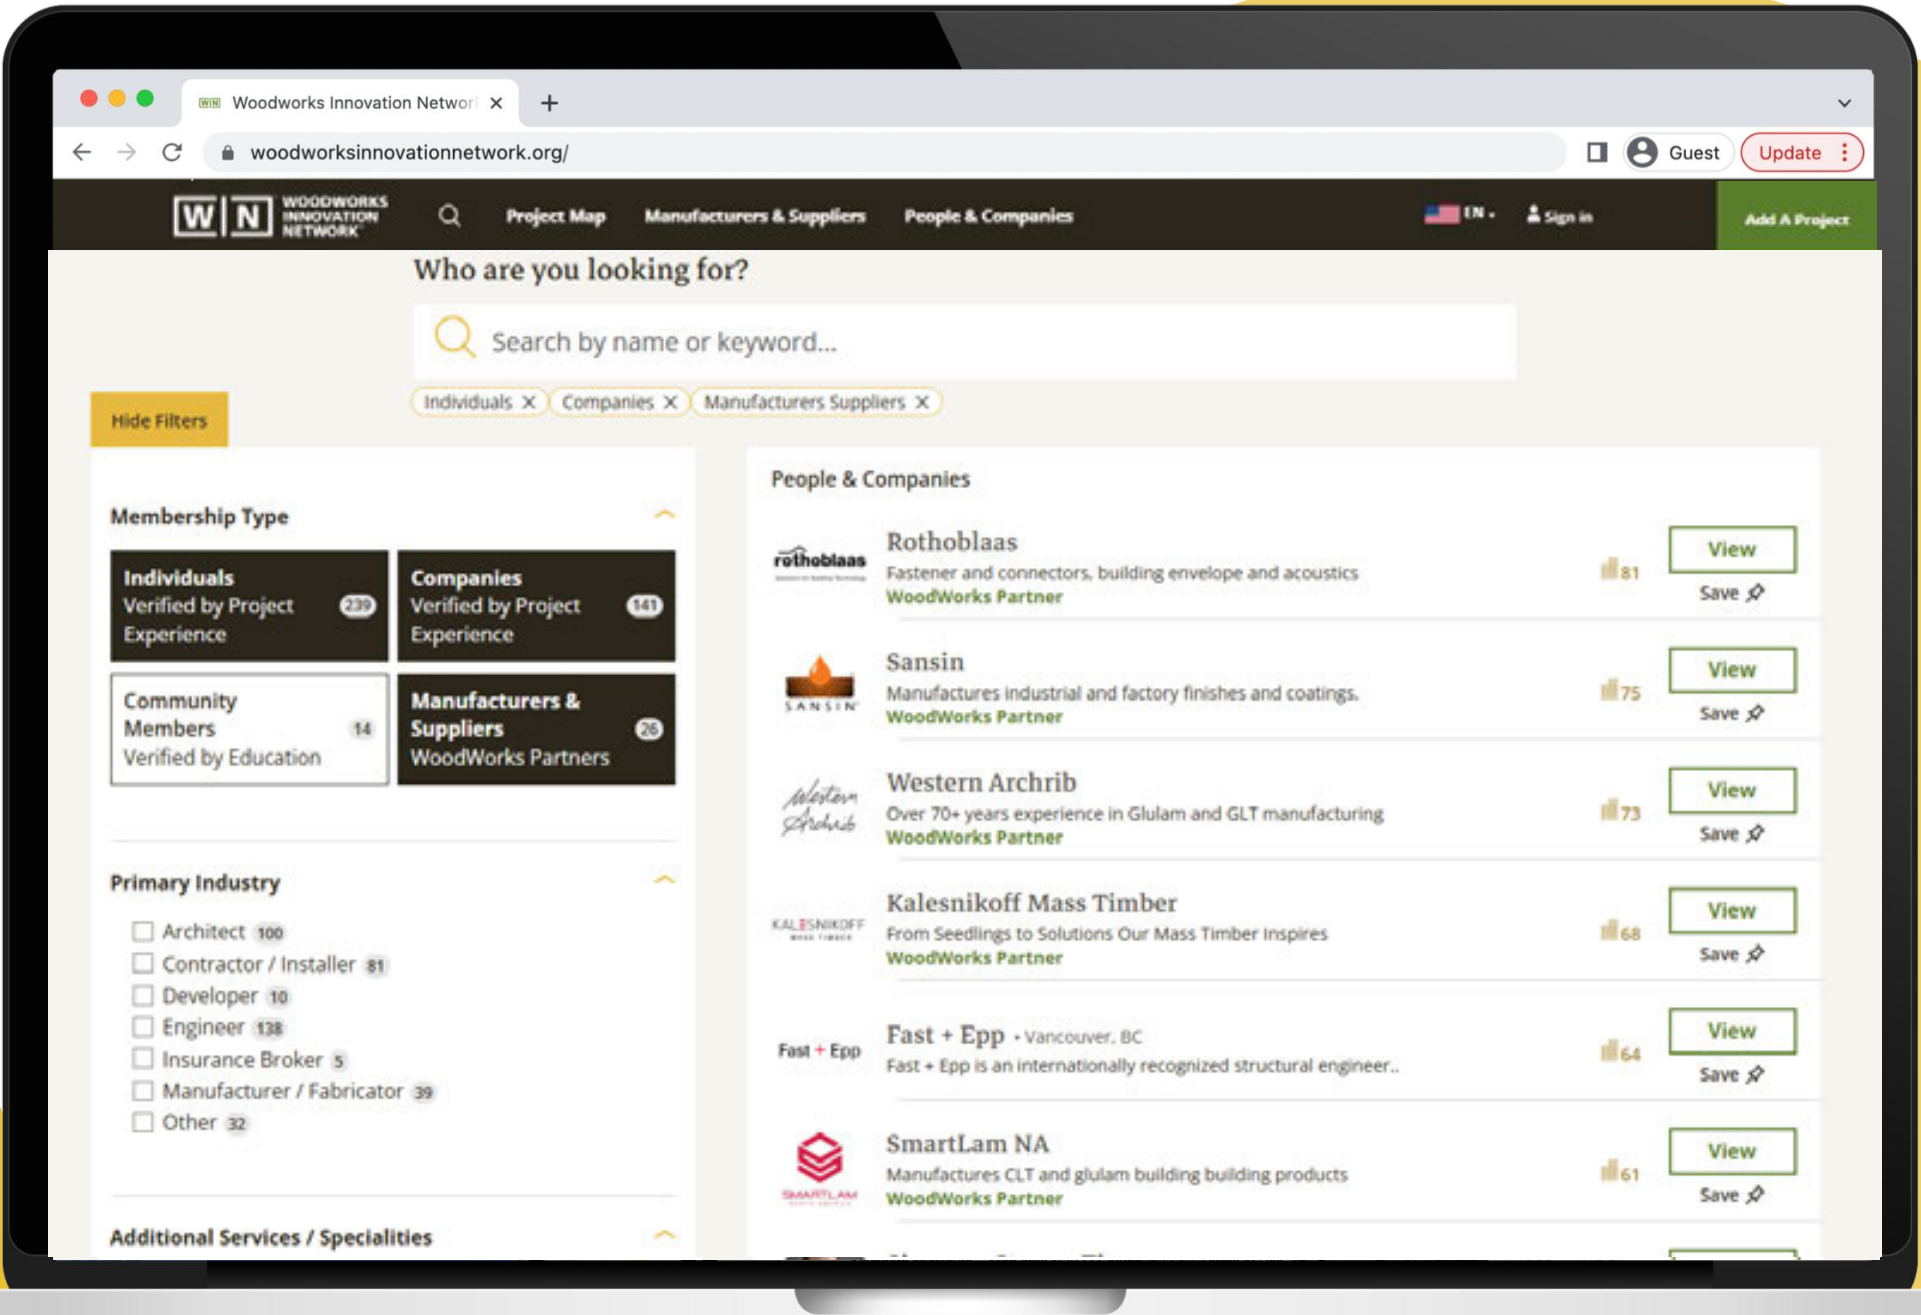 WIN Woodworks Innovation Networ
woodworksinnovationnetwork.org/
Guest
Update
W N
WOODWORKS
INNOVATION
NETWORK
Project Map
Manufacturers & Suppliers
People & Companies
EN
Sign in
Add A Project
Who are you looking for?
Search by name or keyword...
Individuals
Companies
Manufacturers Suppliers
Hide Filters
Membership Type
Individuals
Verified by Project
Experience
239
Companies
Verified by Project
Experience
141
Community
Members
Verified by Education
14
Manufacturers &
Suppliers
WoodWorks Partners
26
Primary Industry
Architect 100
Contractor / Installer 81
Developer 10
Engineer 138
Insurance Broker 5
Manufacturer / Fabricator 39
Other 32
Additional Services / Specialities
People & Companies
rothoblaas
Rothoblaas
Fastener and connectors, building envelope and acoustics
WoodWorks Partner
81
View
Save
SANSIN
Sansin
Manufactures industrial and factory finishes and coatings.
WoodWorks Partner
75
View
Save
Western
Archrib
Western Archrib
Over 70+ years experience in Glulam and GLT manufacturing
WoodWorks Partner
73
View
Save
KALESNIKOFF
MASS TIMBER
Kalesnikoff Mass Timber
From Seedlings to Solutions Our Mass Timber Inspires
WoodWorks Partner
68
View
Save
Fast + Epp
Fast + Epp • Vancouver, BC
Fast + Epp is an internationally recognized structural engineer..
64
View
Save
SMARTLAM
SmartLam NA
Manufactures CLT and glulam building building products
WoodWorks Partner
61
View
Save